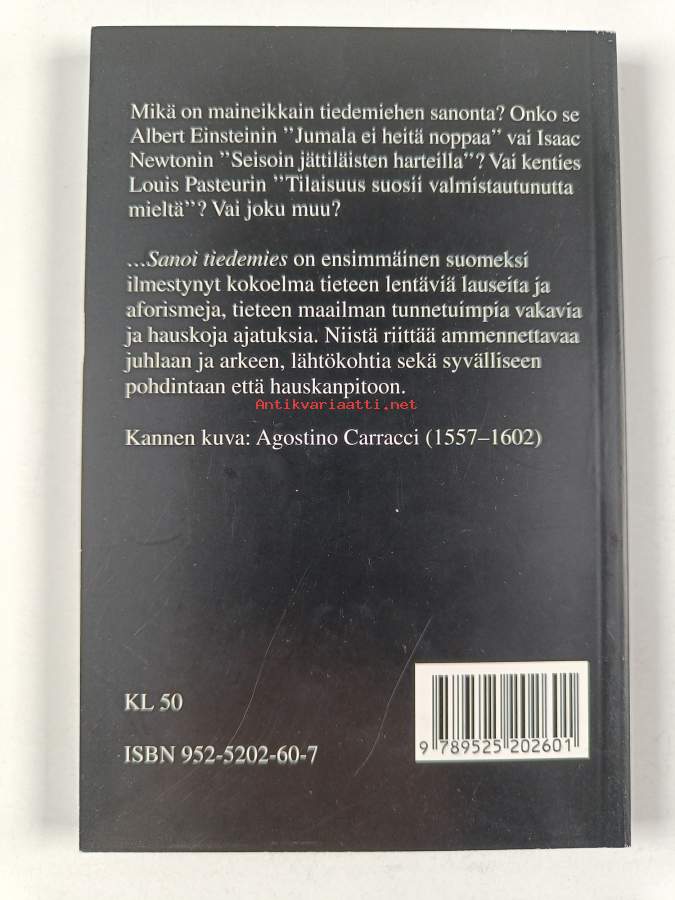 Mikä on maineikkain tiedemiehen sanonta? Onko se
Albert Einsteinin ”Jumala ei heitä noppaa” vai Isaac
Newtonin ”Seisoin jättiläisten harteilla”? Vai kenties
Louis Pasteurin ”Tilaisuus suosii valmistautunutta
mieltä”? Vai joku muu?
...Sanoi tiedemies on ensimmäinen suomeksi
ilmestynyt kokoelma tieteen lentäviä lauseita ja
aforismeja, tieteen maailman tunnetuimpia vakavia
ja hauskoja ajatuksia. Niistä riittää ammennettavaa
juhlaan ja arkeen, lähtökohtia sekä syvälliseen
pohdintaan että hauskanpitoon.
Antikvariaatti.net
Kannen kuva: Agostino Carracci (1557–1602)
KL 50
ISBN 952-5202-60-7
9 789525 202601